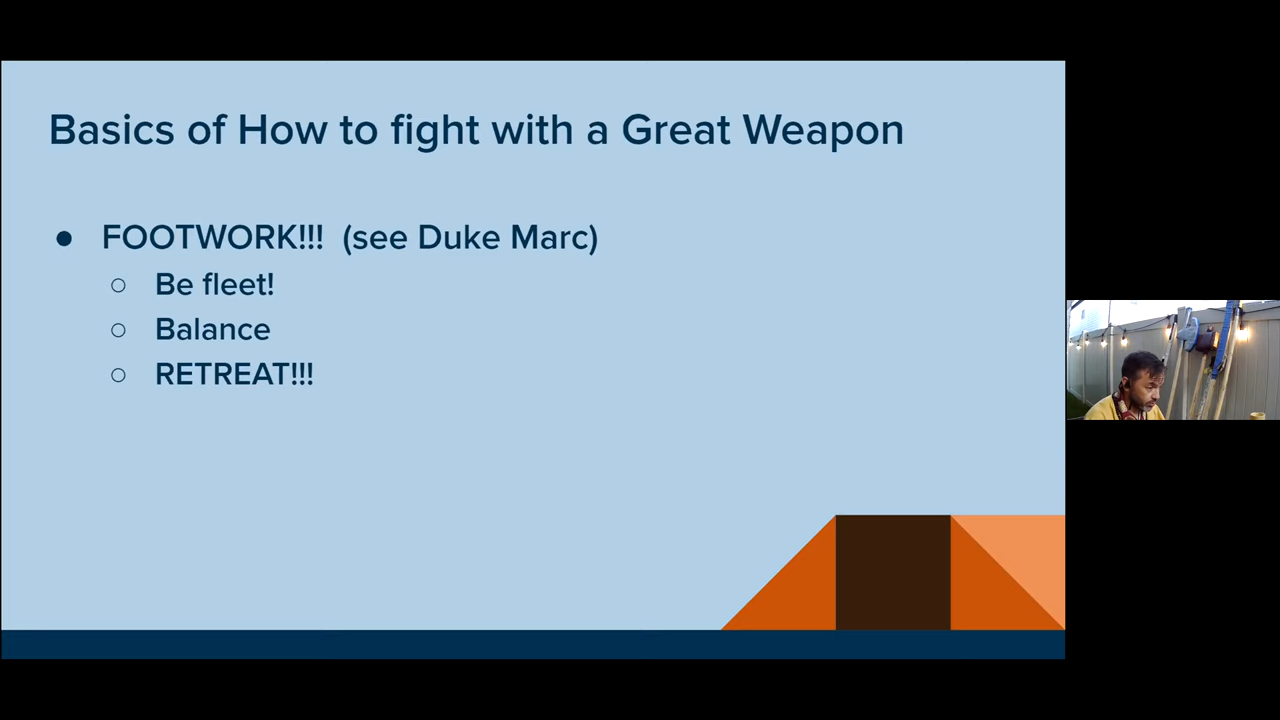 Basics of How to fight with a Great Weapon
● FOOTWORK!!! (see Duke Marc)
○ Be fleet!
○ Balance
○ RETREAT!!!